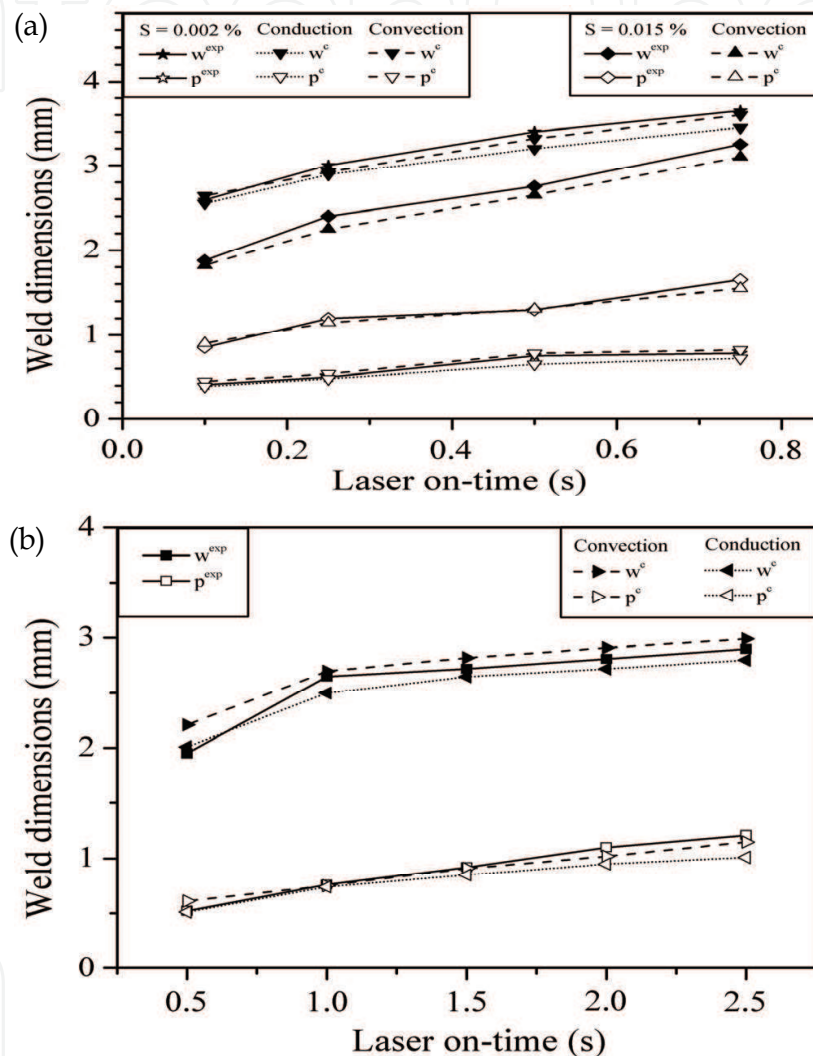 (a)
S = 0.002 % Conduction Convection
w^exp w^c w^c
p^exp p^c p^c
S = 0.015 % Convection
w^exp w^c
p^exp p^c
4
3
2
1
0
Weld dimensions (mm)
0.0 0.2 0.4 0.6 0.8
Laser on-time (s)
(b)
w^exp
p^exp
Convection Conduction
w^c w^c
p^c p^c
4
3
2
1
0
Weld dimensions (mm)
0.5 1.0 1.5 2.0 2.5
Laser on-time (s)